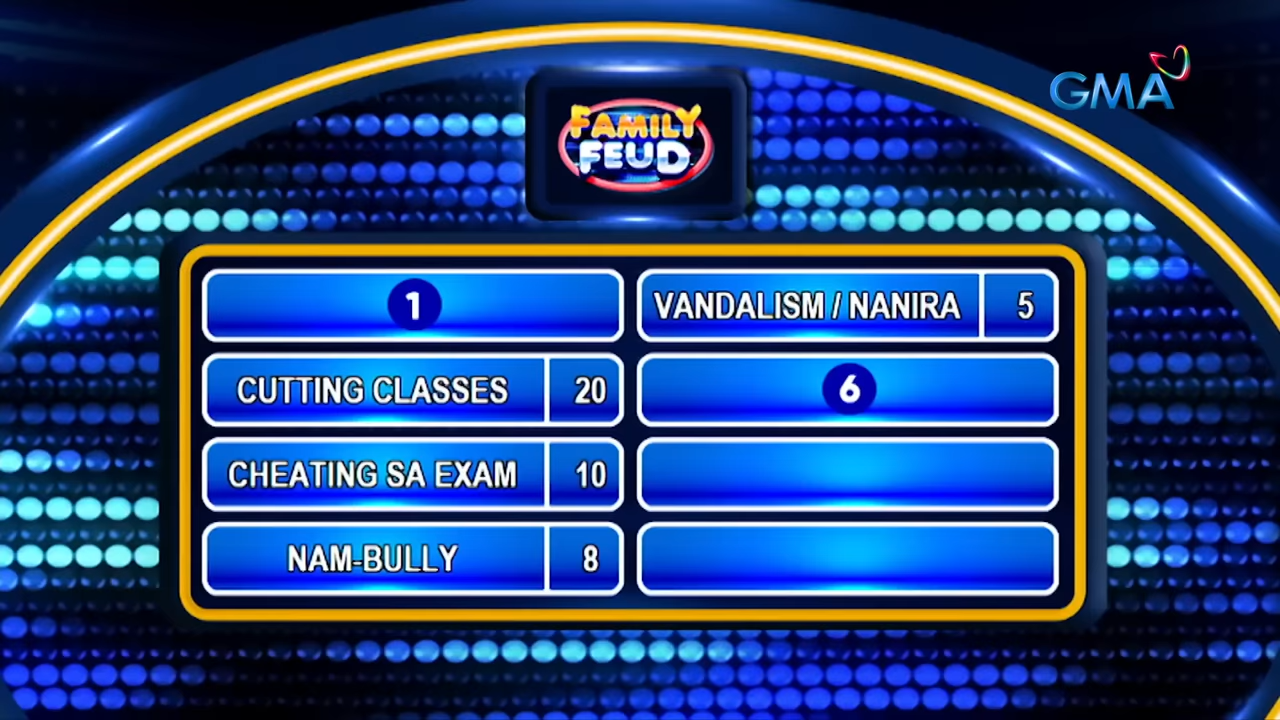 GMA
FAMILY
FEUD
1
CUTTING CLASSES 20
CHEATING SA EXAM 10
NAM-BULLY 8
VANDALISM / NANIRA 5
6